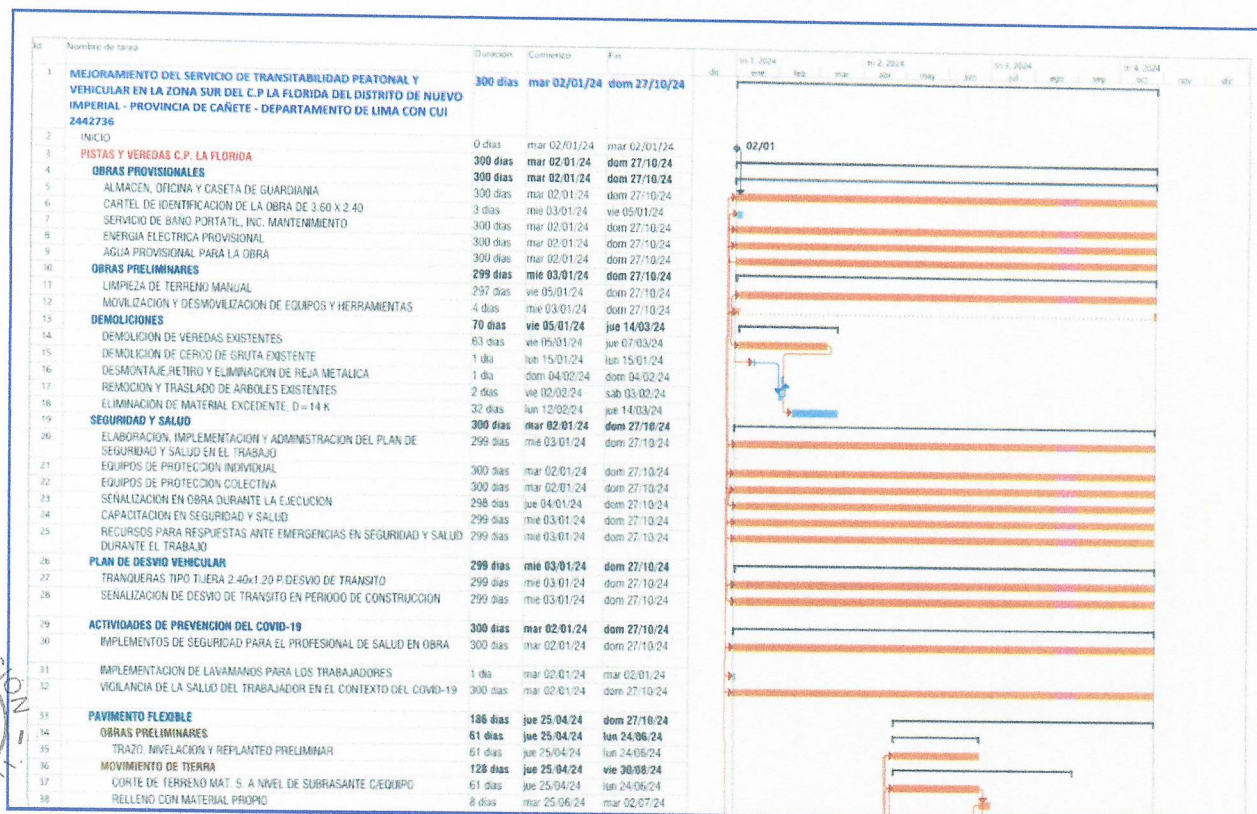 Id Nombre de tarea Duración Comienzo Fin
tri 1, 2024 tri 2, 2024 tri 3, 2024 tri 4, 2024
dic ene feb mar abr may jun jul ago sep oct nov dic
1 MEJORAMIENTO DEL SERVICIO DE TRANSITABILIDAD PEATONAL Y 300 días mar 02/01/24 dom 27/10/24
VEHICULAR EN LA ZONA SUR DEL C.P LA FLORIDA DEL DISTRITO DE NUEVO
IMPERIAL - PROVINCIA DE CAÑETE - DEPARTAMENTO DE LIMA CON CUI
2442736
2 INICIO 0 días mar 02/01/24 mar 02/01/24 02/01
3 PISTAS Y VEREDAS C.P. LA FLORIDA 300 días mar 02/01/24 dom 27/10/24
4 OBRAS PROVISIONALES 300 días mar 02/01/24 dom 27/10/24
5 ALMACEN, OFICINA Y CASETA DE GUARDIANIA 300 días mar 02/01/24 dom 27/10/24
6 CARTEL DE IDENTIFICACION DE LA OBRA DE 3.60 X 2.40 3 días mié 03/01/24 vie 05/01/24
7 SERVICIO DE BAÑO PORTATIL, INC. MANTENIMIENTO 300 días mar 02/01/24 dom 27/10/24
8 ENERGIA ELECTRICA PROVISIONAL 300 días mar 02/01/24 dom 27/10/24
9 AGUA PROVISIONAL PARA LA OBRA 300 días mar 02/01/24 dom 27/10/24
10 OBRAS PRELIMINARES 299 días mié 03/01/24 dom 27/10/24
11 LIMPIEZA DE TERRENO MANUAL 297 días vie 05/01/24 dom 27/10/24
12 MOVILIZACION Y DESMOVILIZACION DE EQUIPOS Y HERRAMIENTAS 4 días mié 03/01/24 dom 27/10/24
13 DEMOLICIONES 70 días vie 05/01/24 jue 14/03/24
14 DEMOLICION DE VEREDAS EXISTENTES 63 días vie 05/01/24 jue 07/03/24
15 DEMOLICION DE CERCO DE GRUTA EXISTENTE 1 día lun 15/01/24 lun 15/01/24
16 DESMONTAJE,RETIRO Y ELIMINACION DE REJA METALICA 1 día dom 04/02/24 dom 04/02/24
17 REMOCION Y TRASLADO DE ARBOLES EXISTENTES 2 días vie 02/02/24 sáb 03/02/24
18 ELIMINACION DE MATERIAL EXCEDENTE, D=14 K 32 días lun 12/02/24 jue 14/03/24
19 SEGURIDAD Y SALUD 300 días mar 02/01/24 dom 27/10/24
20 ELABORACION, IMPLEMENTACION Y ADMINISTRACION DEL PLAN DE 299 días mié 03/01/24 dom 27/10/24
SEGURIDAD Y SALUD EN EL TRABAJO
21 EQUIPOS DE PROTECCION INDIVIDUAL 300 días mar 02/01/24 dom 27/10/24
22 EQUIPOS DE PROTECCION COLECTIVA 300 días mar 02/01/24 dom 27/10/24
23 SEÑALIZACION EN OBRA DURANTE LA EJECUCION 298 días jue 04/01/24 dom 27/10/24
24 CAPACITACION EN SEGURIDAD Y SALUD 299 días mié 03/01/24 dom 27/10/24
25 RECURSOS PARA RESPUESTAS ANTE EMERGENCIAS EN SEGURIDAD Y SALUD 299 días mié 03/01/24 dom 27/10/24
DURANTE EL TRABAJO
26 PLAN DE DESVIO VEHICULAR 299 días mié 03/01/24 dom 27/10/24
27 TRANQUERAS TIPO TIJERA 2.40x1.20 P/DESVIO DE TRANSITO 299 días mié 03/01/24 dom 27/10/24
28 SEÑALIZACION DE DESVIO DE TRANSITO EN PERIODO DE CONSTRUCCION 299 días mié 03/01/24 dom 27/10/24
29 ACTIVIDADES DE PREVENCION DEL COVID-19 300 días mar 02/01/24 dom 27/10/24
30 IMPLEMENTOS DE SEGURIDAD PARA EL PROFESIONAL DE SALUD EN OBRA 300 días mar 02/01/24 dom 27/10/24
31 IMPLEMENTACION DE LAVAMANOS PARA LOS TRABAJADORES 1 día mar 02/01/24 mar 02/01/24
32 VIGILANCIA DE LA SALUD DEL TRABAJADOR EN EL CONTEXTO DEL COVID-19 300 días mar 02/01/24 dom 27/10/24
33 PAVIMENTO FLEXIBLE 186 días jue 25/04/24 dom 27/10/24
34 OBRAS PRELIMINARES 61 días jue 25/04/24 lun 24/06/24
35 TRAZO, NIVELACION Y REPLANTEO PRELIMINAR 61 días jue 25/04/24 lun 24/06/24
36 MOVIMIENTO DE TIERRA 128 días jue 25/04/24 vie 30/08/24
37 CORTE DE TERRENO MAT. S. A NIVEL DE SUBRASANTE C/EQUIPO 61 días jue 25/04/24 lun 24/06/24
38 RELLENO CON MATERIAL PROPIO 8 días mar 25/06/24 mar 02/07/24